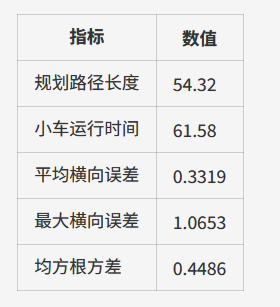 指标 数值
规划路径长度 54.32
小车运行时间 61.58
平均横向误差 0.3319
最大横向误差 1.0653
均方根方差 0.4486